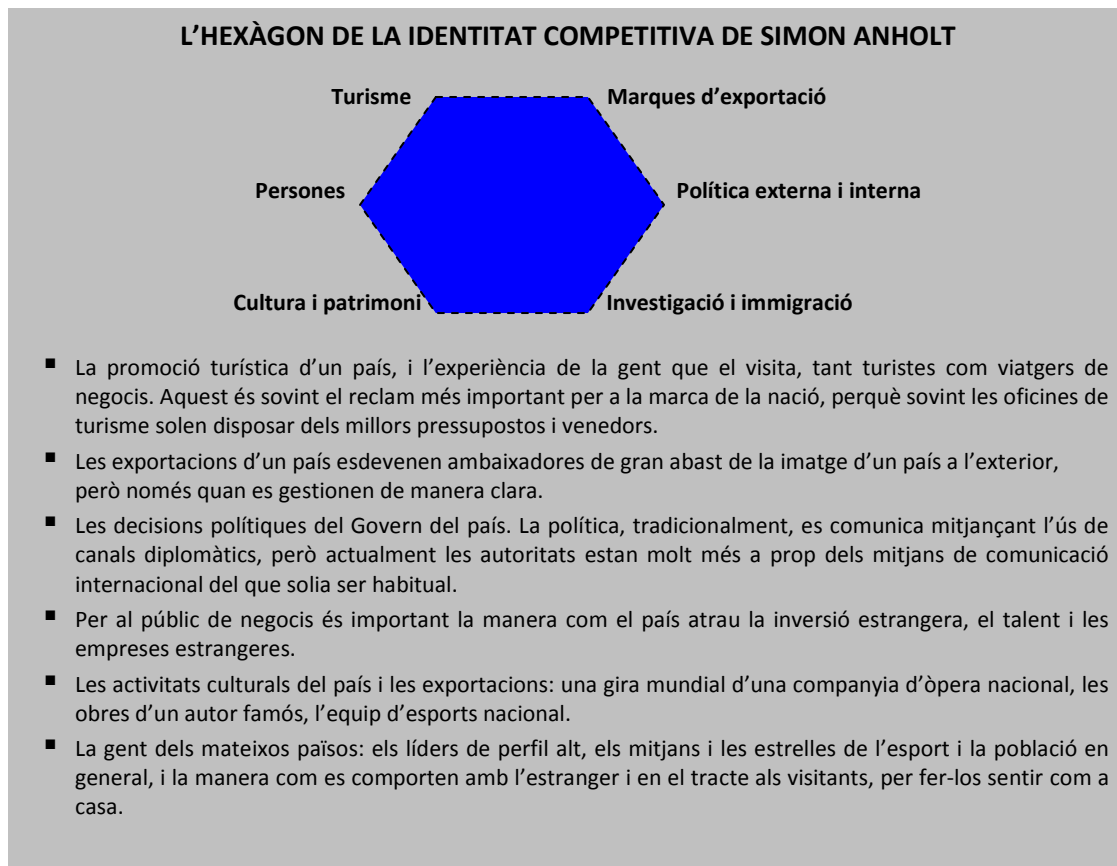 L'HEXÀGON DE LA IDENTITAT COMPETITIVA DE SIMON ANHOLT
Turisme
Marques d'exportació
Persones
Política externa i interna
Cultura i patrimoni
Investigació i immigració
▪ La promoció turística d'un país, i l'experiència de la gent que el visita, tant turistes com viatgers de
negocis. Aquest és sovint el reclam més important per a la marca de la nació, perquè sovint les oficines de
turisme solen disposar dels millors pressupostos i venedors.
▪ Les exportacions d'un país esdevenen ambaixadores de gran abast de la imatge d'un país a l'exterior,
però només quan es gestionen de manera clara.
▪ Les decisions polítiques del Govern del país. La política, tradicionalment, es comunica mitjançant l'ús de
canals diplomàtics, però actualment les autoritats estan molt més a prop dels mitjans de comunicació
internacional del que solia ser habitual.
▪ Per al públic de negocis és important la manera com el país atrau la inversió estrangera, el talent i les
empreses estrangeres.
▪ Les activitats culturals del país i les exportacions: una gira mundial d'una companyia d'òpera nacional, les
obres d'un autor famós, l'equip d'esports nacional.
▪ La gent dels mateixos països: els líders de perfil alt, els mitjans i les estrelles de l'esport i la població en
general, i la manera com es comporten amb l'estranger i en el tracte als visitants, per fer-los sentir com a
casa.